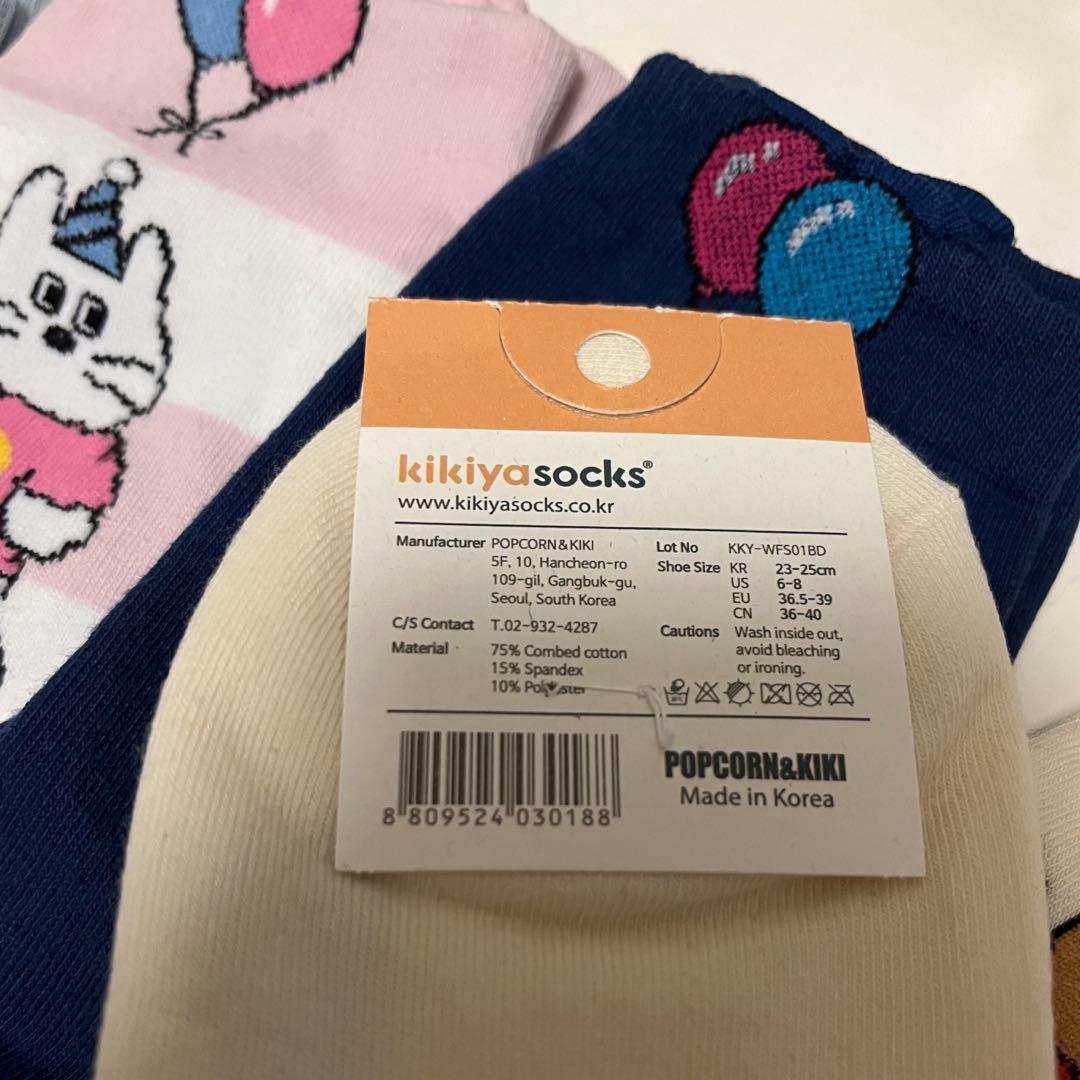 kikiyasocks®
www.kikiyasocks.co.kr
Manufacturer POPCORN&KIKI
5F, 10, Hancheon-ro
109-gil, Gangbuk-gu,
Seoul, South Korea
C/S Contact T.02-932-4287
Material 75% Combed cotton
15% Spandex
10% Polyester
Lot No KKY-WFS01BD
Shoe Size KR 23-25cm
US 6-8
EU 36.5-39
CN 36-40
Cautions Wash inside out,
avoid bleaching
or ironing.
8 809524 030188
POPCORN&KIKI
Made in Korea